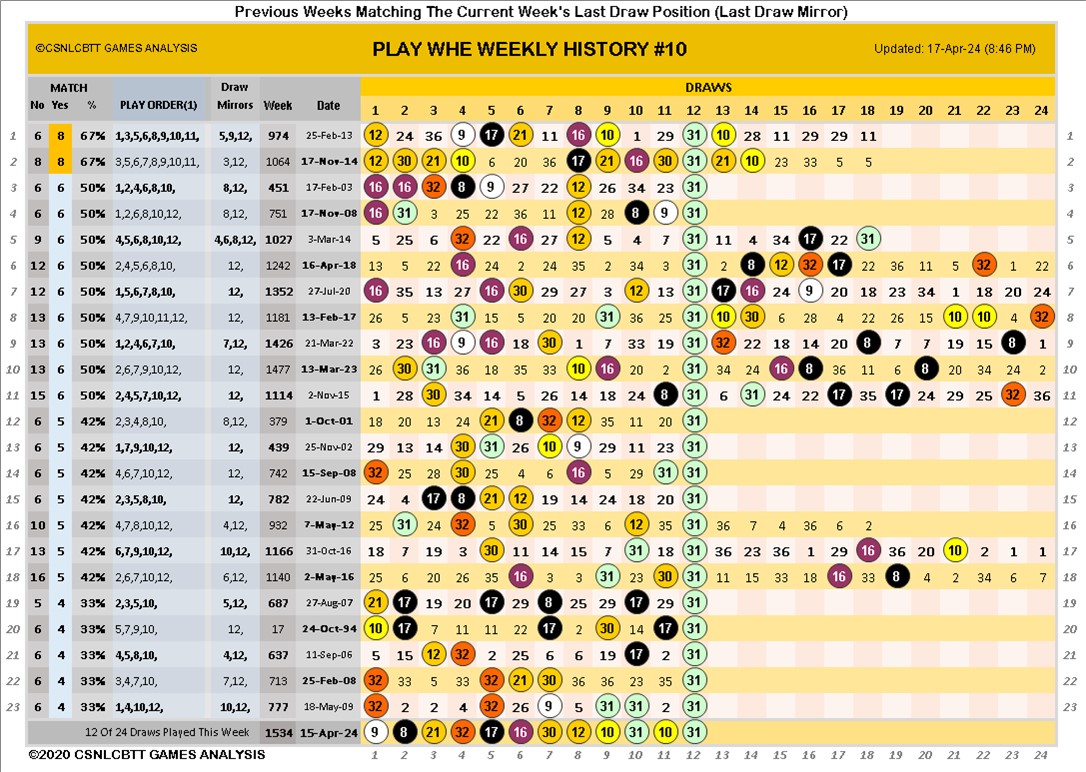 Previous Weeks Matching The Current Week's Last Draw Position (Last Draw Mirror)
©CSNLCBTT GAMES ANALYSIS PLAY WHE WEEKLY HISTORY #10 Updated: 17-Apr-24 (8:46 PM)
MATCH Draw DRAWS
No Yes % PLAY ORDER(1) Mirrors Week Date 1 2 3 4 5 6 7 8 9 10 11 12 13 14 15 16 17 18 19 20 21 22 23 24
1 6 8 67% 1,3,5,6,8,9,10,11, 5,9,12, 974 25-Feb-13 12 24 36 9 17 21 11 16 10 1 29 31 10 28 11 29 29 11 1
2 8 8 67% 3,5,6,7,8,9,10,11, 3,12, 1064 17-Nov-14 12 30 21 10 6 20 36 17 21 16 30 31 21 10 23 33 5 5 2
3 6 6 50% 1,2,4,6,8,10, 8,12, 451 17-Feb-03 16 16 32 8 9 27 22 12 26 34 23 31 3
4 6 6 50% 1,2,6,8,10,12, 8,12, 751 17-Nov-08 16 31 3 25 22 36 11 12 28 8 9 31 4
5 9 6 50% 4,5,6,8,10,12, 4,6,8,12, 1027 3-Mar-14 5 25 6 32 22 16 27 12 5 4 7 31 11 4 34 17 22 31 5
6 12 6 50% 2,4,5,6,8,10, 12, 1242 16-Apr-18 13 5 22 16 24 2 24 35 2 34 3 31 2 8 12 32 17 22 36 11 5 32 1 22 6
7 12 6 50% 1,5,6,7,8,10, 12, 1352 27-Jul-20 16 35 13 27 16 30 29 27 3 12 13 31 17 16 24 9 20 18 23 34 1 18 20 24 7
8 13 6 50% 4,7,9,10,11,12, 12, 1181 13-Feb-17 26 5 23 31 15 5 20 20 31 36 25 31 10 30 6 28 4 2 22 26 10 10 4 32 8
9 13 6 50% 1,2,4,6,7,10, 7,12, 1426 21-Mar-22 3 23 16 9 16 18 30 1 7 33 19 31 32 22 18 14 20 8 7 7 19 15 8 1 9
10 13 6 50% 2,6,7,9,10,12, 12, 1477 13-Mar-23 26 30 31 36 18 35 33 10 16 20 2 31 34 24 16 8 36 11 6 8 34 24 2 10
11 15 6 50% 2,4,5,7,10,12, 12, 1114 2-Nov-15 1 28 30 34 14 5 26 14 18 24 8 31 6 31 24 22 17 35 17 24 29 22 32 36 11
12 6 5 42% 2,3,4,8,10, 8,12, 379 1-Oct-01 18 20 13 24 21 8 32 12 35 11 20 31 12
13 6 5 42% 1,7,9,10,12, 12, 439 25-Nov-02 29 13 14 30 31 26 10 9 29 11 23 31 13
14 6 5 42% 4,6,7,10,12, 12, 742 15-Sep-08 32 25 28 30 25 4 6 16 5 25 31 31 14
15 6 5 42% 2,3,5,8,10, 12, 782 22-Jun-09 24 4 17 8 21 12 19 14 24 18 20 31 15
16 10 5 42% 4,7,8,10,12, 4,12, 932 7-May-12 25 31 24 32 6 30 25 33 6 12 35 31 36 7 4 36 6 2 16
17 13 5 42% 6,7,9,10,12, 10,12, 1166 31-Oct-16 18 7 19 3 30 11 14 15 7 31 18 31 36 23 36 1 29 16 36 20 10 2 1 1 17
18 16 5 42% 2,6,7,10,12, 6,12, 1140 2-May-16 25 6 20 26 35 16 3 3 31 23 30 31 11 15 33 18 16 33 8 4 2 34 6 7 18
19 5 4 33% 2,3,5,10, 5,12, 687 27-Aug-07 21 17 19 20 17 29 8 25 29 17 29 31 19
20 6 4 33% 5,7,9,10, 12, 17 24-Oct-94 10 17 7 11 11 22 17 2 30 14 17 31 20
21 6 4 33% 4,5,8,10, 4,12, 637 11-Sep-06 5 15 12 32 2 25 6 6 19 17 2 31 21
22 6 4 33% 3,4,7,10, 7,12, 713 25-Feb-08 32 33 5 33 32 21 30 36 36 23 35 31 22
23 6 4 33% 1,4,10,12, 10,12, 777 18-May-09 32 2 2 4 32 26 9 5 31 31 2 31 23
12 Of 24 Draws Played This Week 1534 15-Apr-24 9 8 21 32 17 16 30 12 10 31 10 31
©2020 CSNLCBTT GAMES ANALYSIS 1 2 3 4 5 6 7 8 9 10 11 12 13 14 15 16 17 18 19 20 21 22 23 24